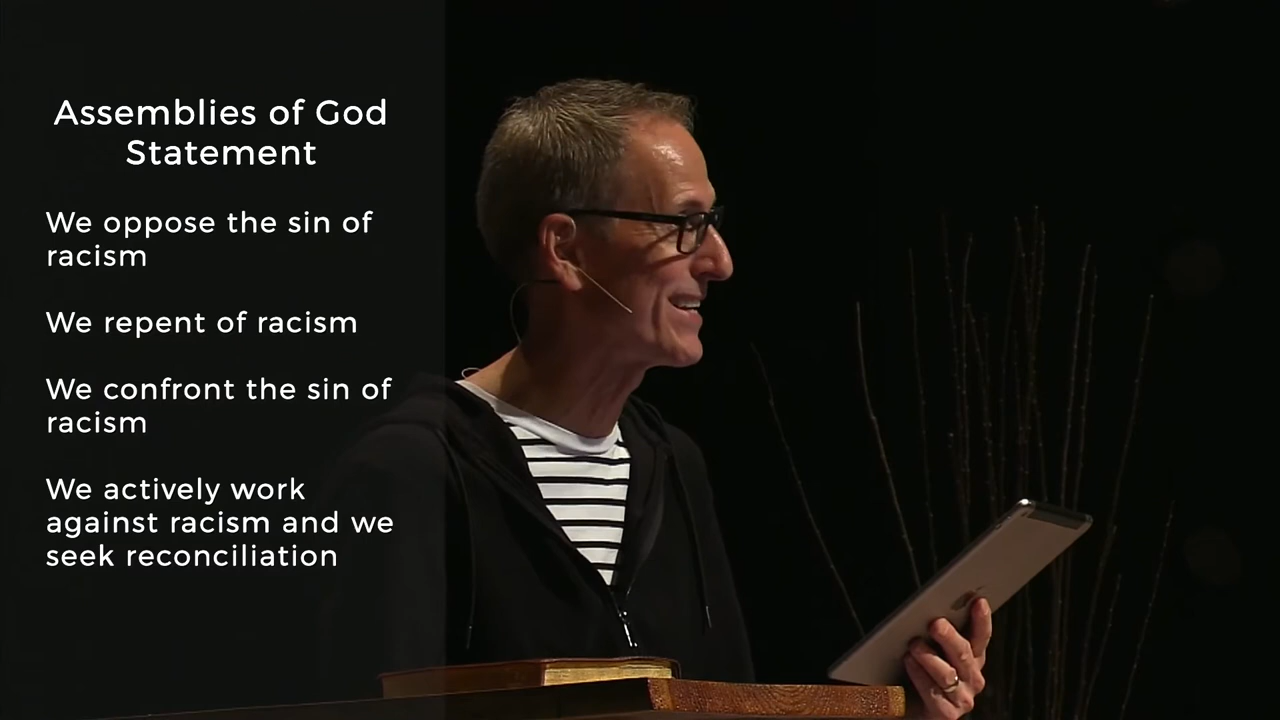 Assemblies of God
Statement
We oppose the sin of
racism
We repent of racism
We confront the sin of
racism
We actively work
against racism and we
seek reconciliation